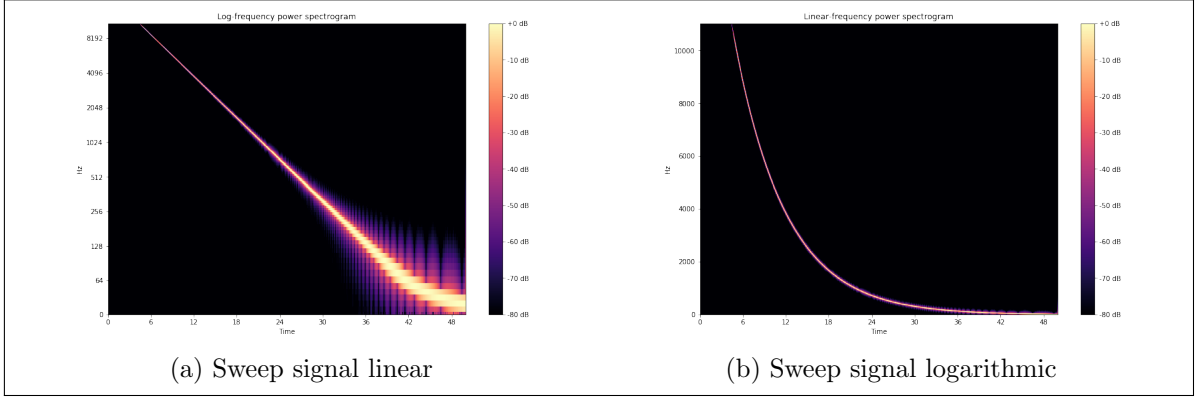 Log-frequency power spectrogram
8192
4096
2048
1024
512
256
128
64
0
Hz
0 6 12 18 24 30 36 42 48
Time
+0 dB
-10 dB
-20 dB
-30 dB
-40 dB
-50 dB
-60 dB
-70 dB
-80 dB
(a) Sweep signal linear
Linear-frequency power spectrogram
10000
8000
6000
4000
2000
0
Hz
0 6 12 18 24 30 36 42 48
Time
+0 dB
-10 dB
-20 dB
-30 dB
-40 dB
-50 dB
-60 dB
-70 dB
-80 dB
(b) Sweep signal logarithmic